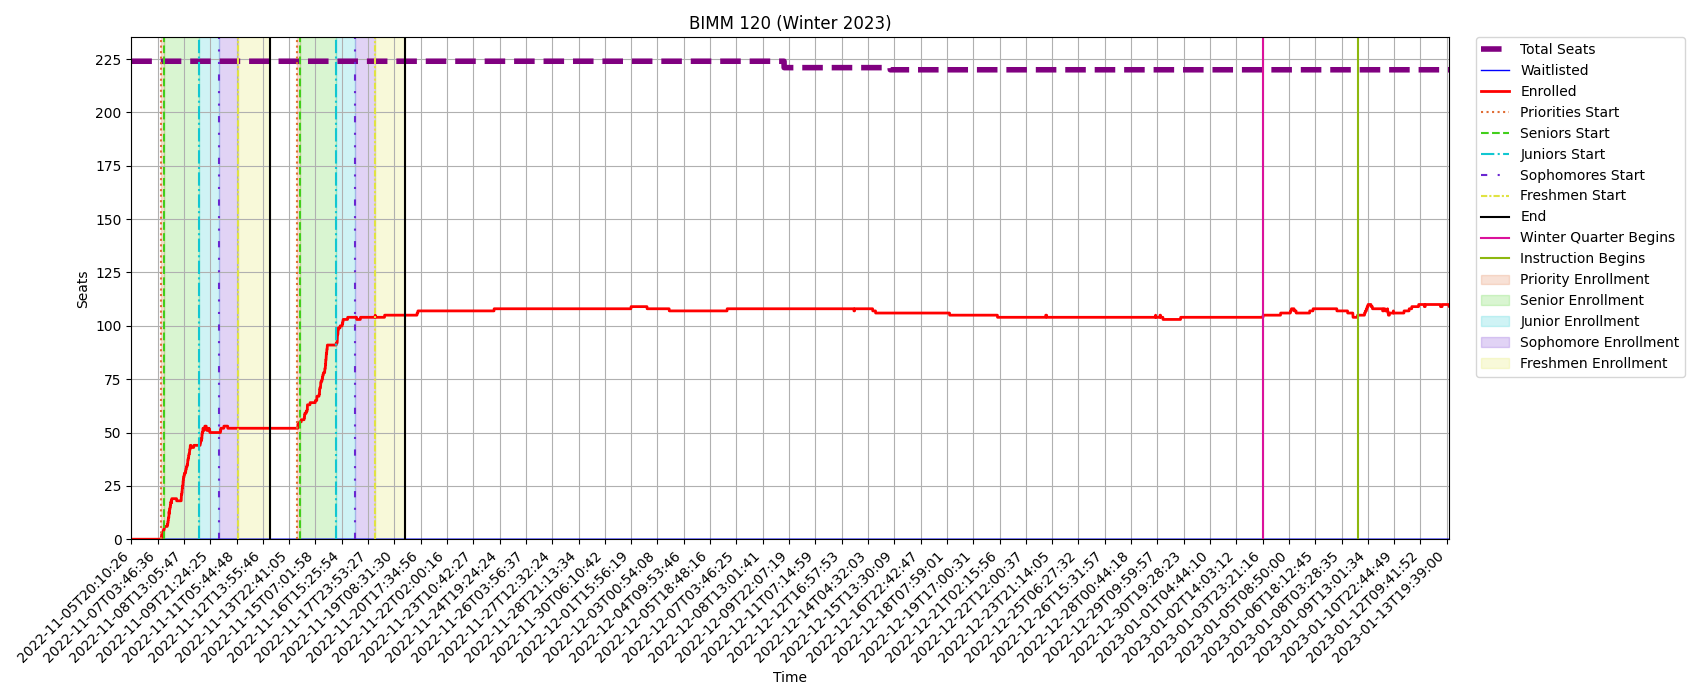 BIMM 120 (Winter 2023)
Seats
225
200
175
150
125
100
75
50
25
0
2022-11-05T20:10:26
2022-11-07T03:46:36
2022-11-08T13:05:47
2022-11-09T21:24:25
2022-11-11T05:44:48
2022-11-12T13:55:46
2022-11-13T22:41:05
2022-11-15T07:01:58
2022-11-16T15:25:54
2022-11-17T23:53:27
2022-11-19T08:31:30
2022-11-20T17:34:56
2022-11-22T02:00:16
2022-11-23T10:42:27
2022-11-24T19:24:24
2022-11-26T03:56:37
2022-11-27T12:32:24
2022-11-28T21:13:34
2022-11-30T06:10:42
2022-12-01T15:56:19
2022-12-03T00:54:08
2022-12-04T09:53:46
2022-12-05T18:48:16
2022-12-07T03:46:25
2022-12-08T13:01:41
2022-12-09T22:07:19
2022-12-11T07:14:59
2022-12-12T16:57:53
2022-12-14T04:32:03
2022-12-15T13:30:09
2022-12-16T22:42:47
2022-12-18T07:59:01
2022-12-19T17:00:31
2022-12-21T02:15:56
2022-12-22T12:00:37
2022-12-23T21:14:05
2022-12-25T06:27:32
2022-12-26T15:31:57
2022-12-28T00:44:18
2022-12-29T09:59:57
2022-12-30T19:28:23
2023-01-01T04:44:10
2023-01-02T14:03:12
2023-01-03T23:21:16
2023-01-05T08:50:00
2023-01-06T18:12:45
2023-01-08T03:28:35
2023-01-09T13:01:34
2023-01-10T22:44:49
2023-01-12T09:41:52
2023-01-13T19:39:00
Time
Total Seats
Waitlisted
Enrolled
Priorities Start
Seniors Start
Juniors Start
Sophomores Start
Freshmen Start
End
Winter Quarter Begins
Instruction Begins
Priority Enrollment
Senior Enrollment
Junior Enrollment
Sophomore Enrollment
Freshmen Enrollment